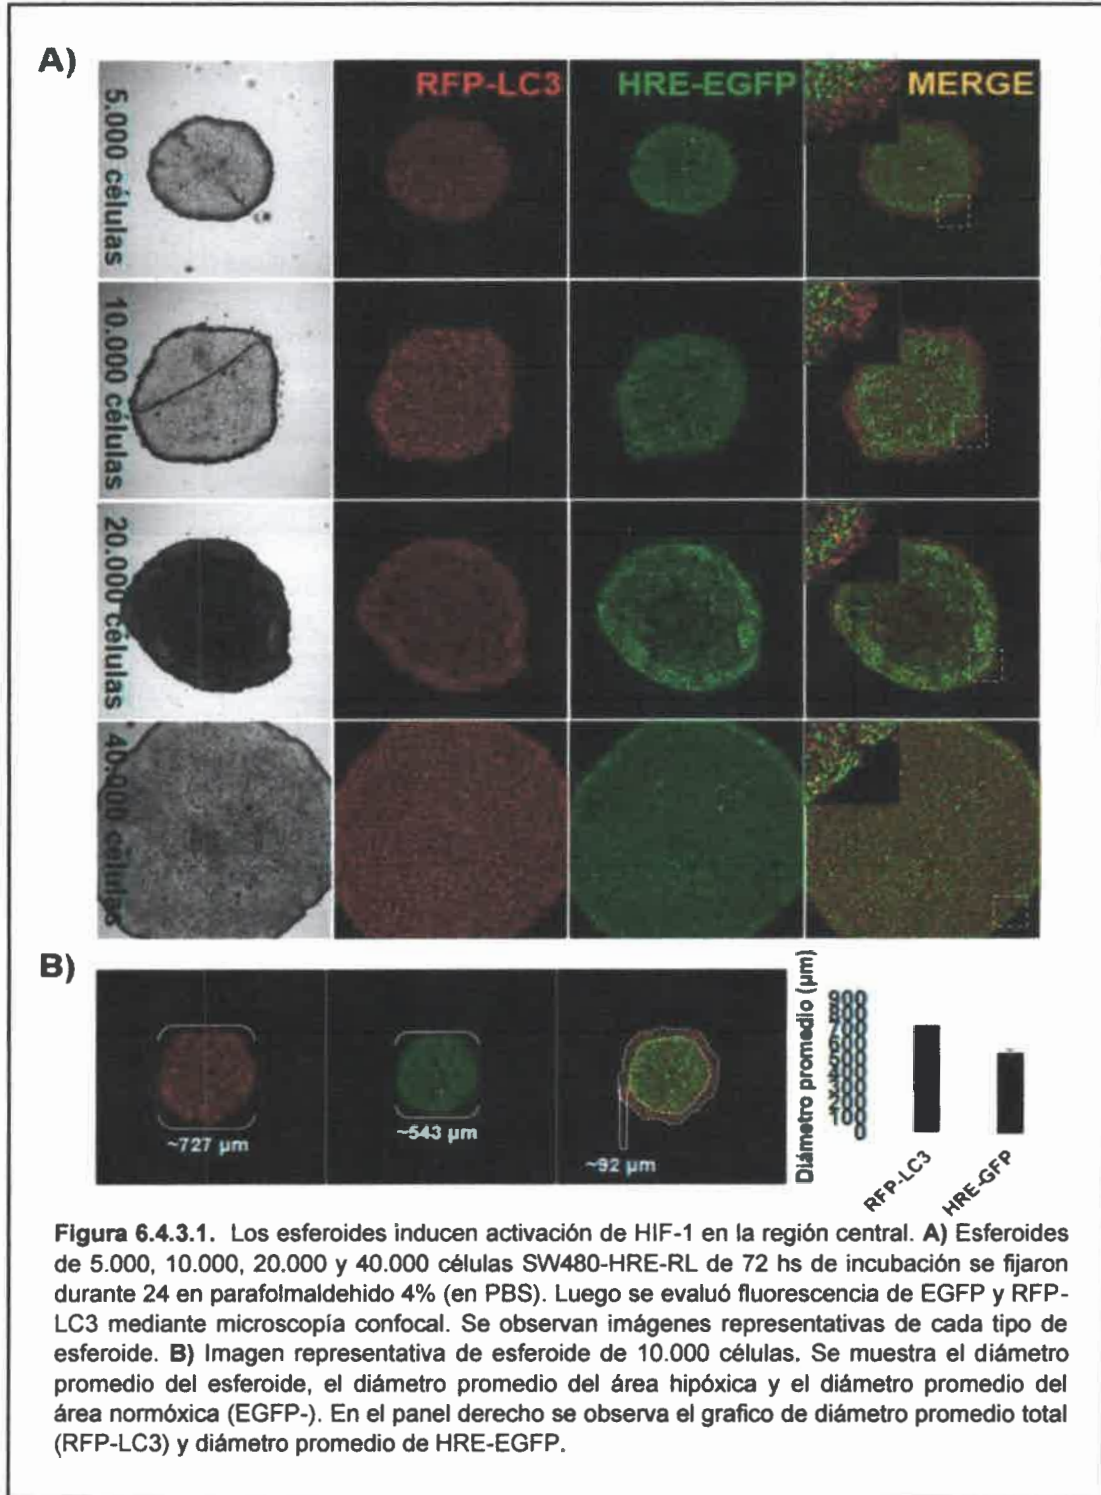 A)
RFP-LC3
HRE-EGFP
MERGE
5.000 células
10.000 células
20.000 células
40.000 células
B)
~727 µm
~543 µm
~92 µm
Diámetro promedio (µm)
900
800
700
600
500
400
300
200
100
0
RFP-LC3
HRE-GFP
Figura 6.4.3.1. Los esferoides inducen activación de HIF-1 en la región central. A) Esferoides
de 5.000, 10.000, 20.000 y 40.000 células SW480-HRE-RL de 72 hs de incubación se fijaron
durante 24 en parafolmaldehido 4% (en PBS). Luego se evaluó fluorescencia de EGFP y RFP-
LC3 mediante microscopía confocal. Se observan imágenes representativas de cada tipo de
esferoide. B) Imagen representativa de esferoide de 10.000 células. Se muestra el diámetro
promedio del esferoide, el diámetro promedio del área hipóxica y el diámetro promedio del
área normóxica (EGFP-). En el panel derecho se observa el grafico de diámetro promedio total
(RFP-LC3) y diámetro promedio de HRE-EGFP.